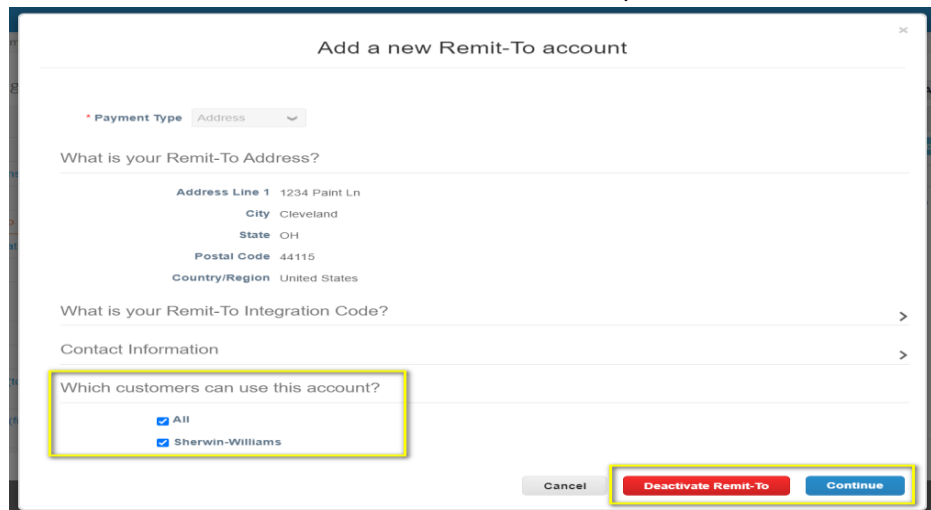 Add a new Remit-To account
* Payment Type Address
What is your Remit-To Address?
Address Line 1 1234 Paint Ln
City Cleveland
State OH
Postal Code 44115
Country/Region United States
What is your Remit-To Integration Code?
Contact Information
Which customers can use this account?
All
Sherwin-Williams
Cancel Deactivate Remit-To Continue